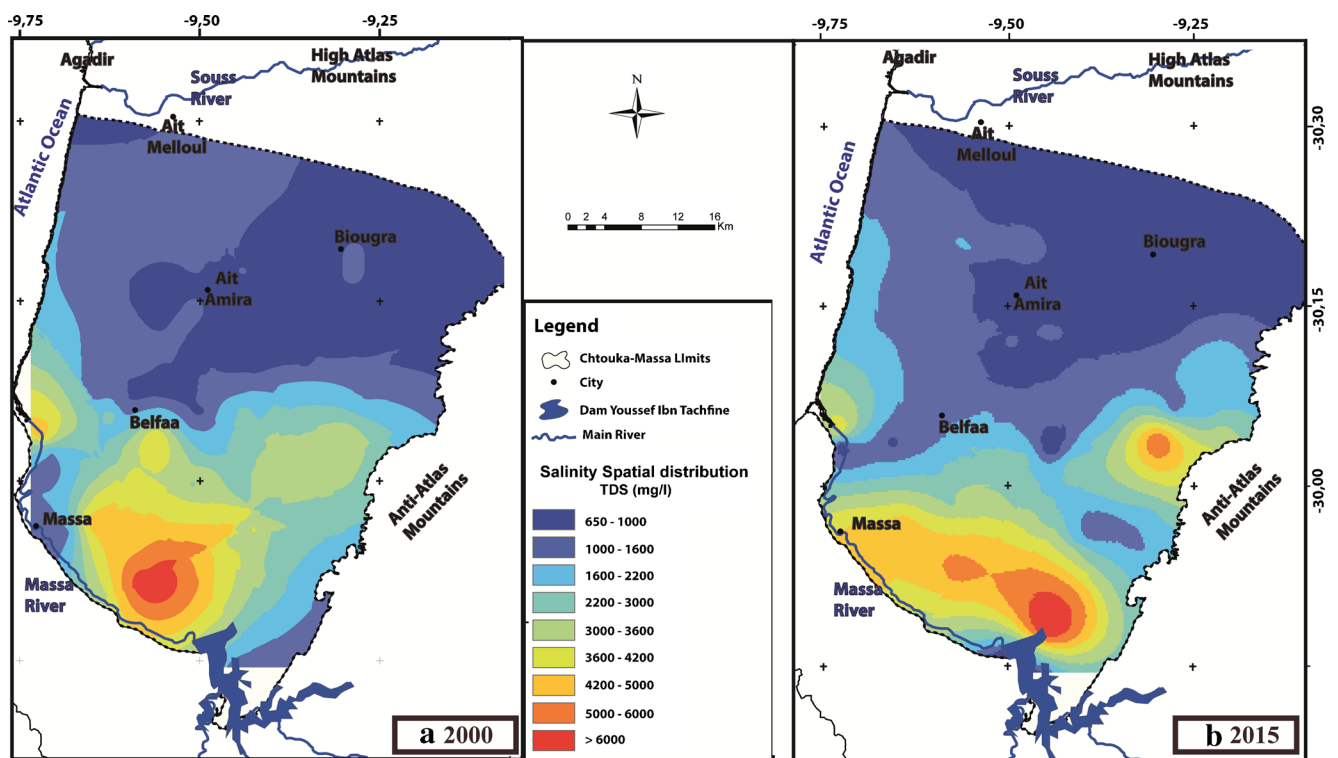 -9,75
-9,50
-9,25
Agadir
High Atlas
Mountains
Souss
River
Ait
Melloul
Atlantic Ocean
Biougra
Ait
Amira
Belfaa
Massa
Anti-Atlas
Mountains
Massa
River
a 2000
N
0 2 4 8 12 16
Km
Legend
Chtouka-Massa LImits
City
Dam Youssef Ibn Tachfine
Main River
Salinity Spatial distribution
TDS (mg/l)
650 - 1000
1000 - 1600
1600 - 2200
2200 - 3000
3000 - 3600
3600 - 4200
4200 - 5000
5000 - 6000
> 6000
-9,75
-9,50
-9,25
Agadir
High Atlas
Mountains
Souss
River
Ait
Melloul
Atlantic Ocean
Biougra
Ait
Amira
Belfaa
Massa
Anti-Atlas
Mountains
Massa
River
-30,30
-30,15
-30,00
b 2015